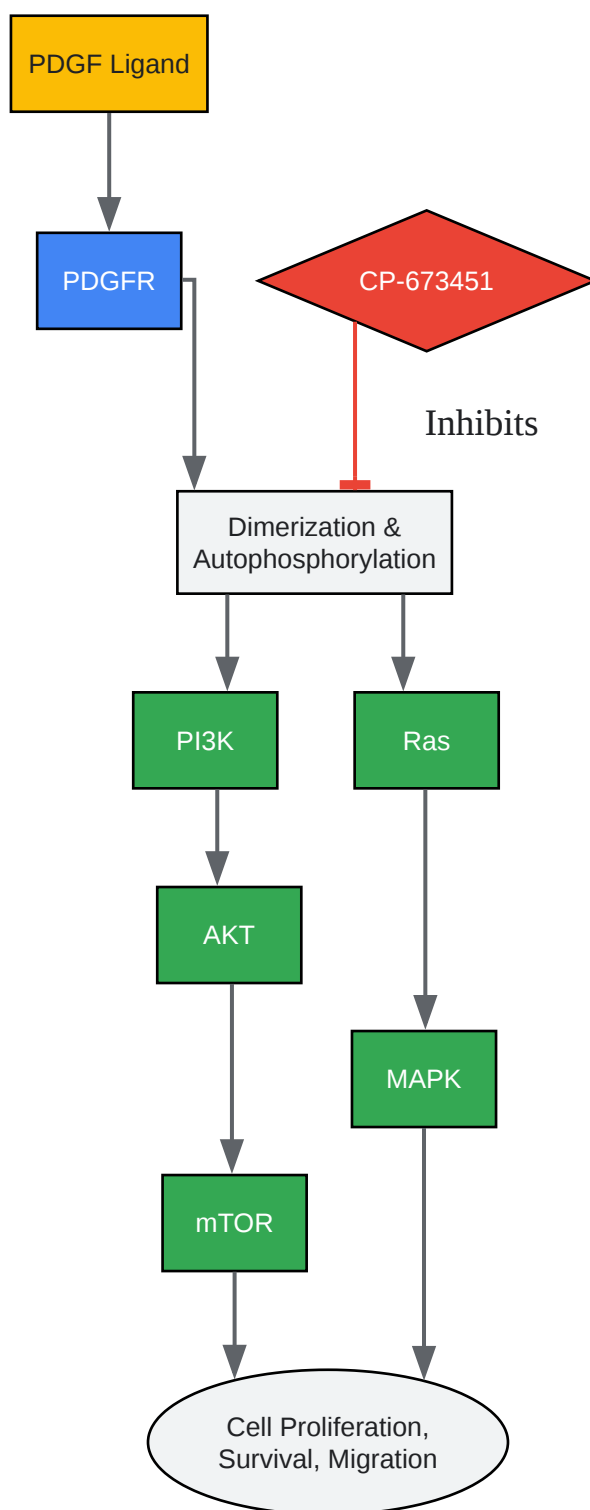 PDGF Ligand
PDGFR
CP-673451
Inhibits
Dimerization &
Autophosphorylation
PI3K
Ras
AKT
MAPK
mTOR
Cell Proliferation,
Survival, Migration